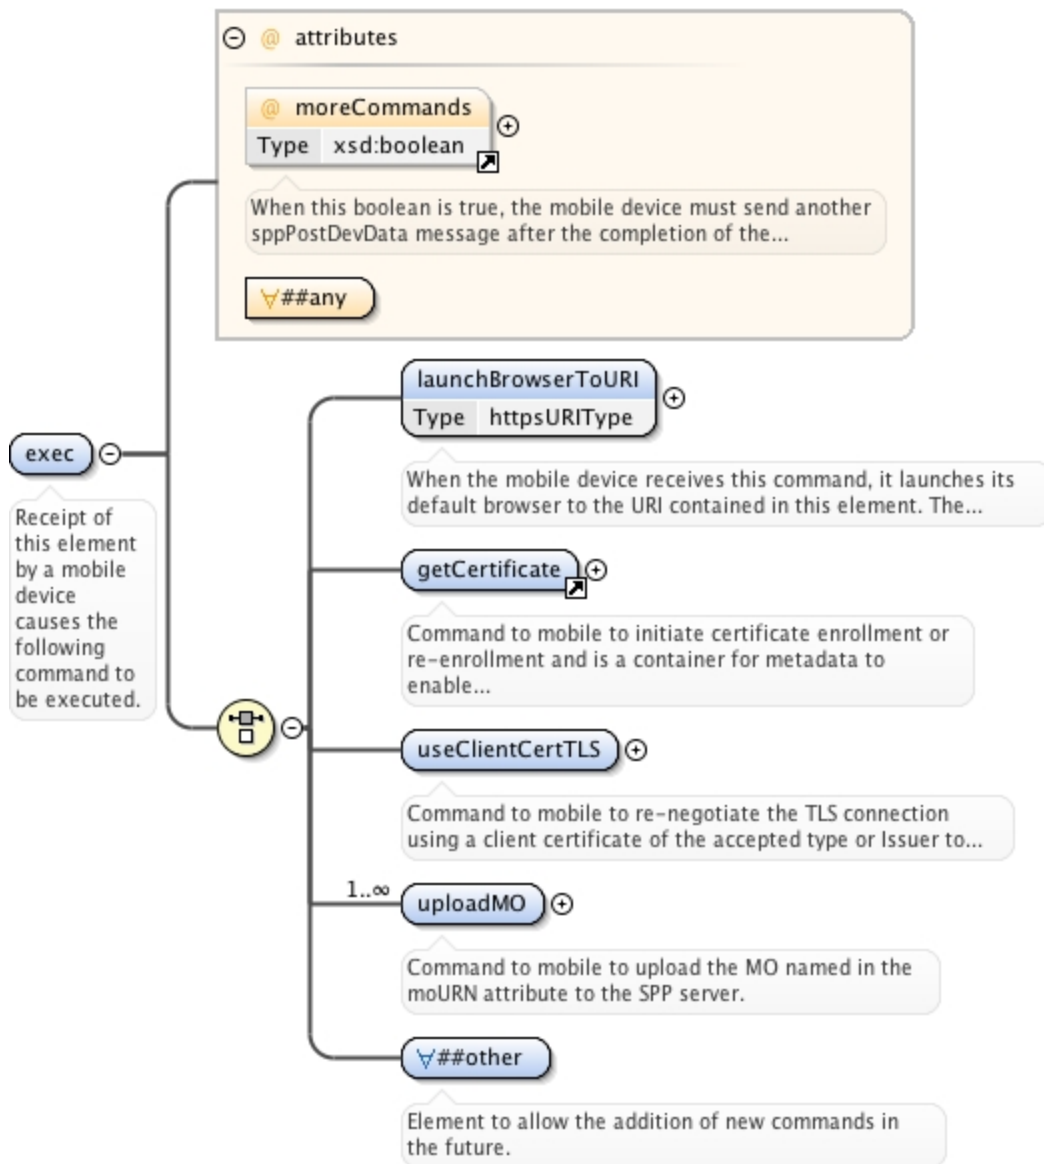 @ attributes
@ moreCommands
Type xsd:boolean
When this boolean is true, the mobile device must send another
sppPostDevData message after the completion of the...
∀##any
launchBrowserToURI
Type httpsURIType
When the mobile device receives this command, it launches its
default browser to the URI contained in this element. The...
exec
Receipt of
this element
by a mobile
device
causes the
following
command to
be executed.
getCertificate
Command to mobile to initiate certificate enrollment or
re-enrollment and is a container for metadata to
enable...
useClientCertTLS
Command to mobile to re-negotiate the TLS connection
using a client certificate of the accepted type or Issuer to...
1..∞
uploadMO
Command to mobile to upload the MO named in the
moURN attribute to the SPP server.
∀##other
Element to allow the addition of new commands in
the future.